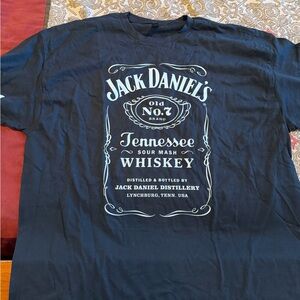 JACK DANIEL'S
Old
No.7
BRAND
Tennessee
SOUR MASH
WHISKEY
DISTILLED & BOTTLED BY
JACK DANIEL DISTILLERY
LYNCHBURG, TENN. USA